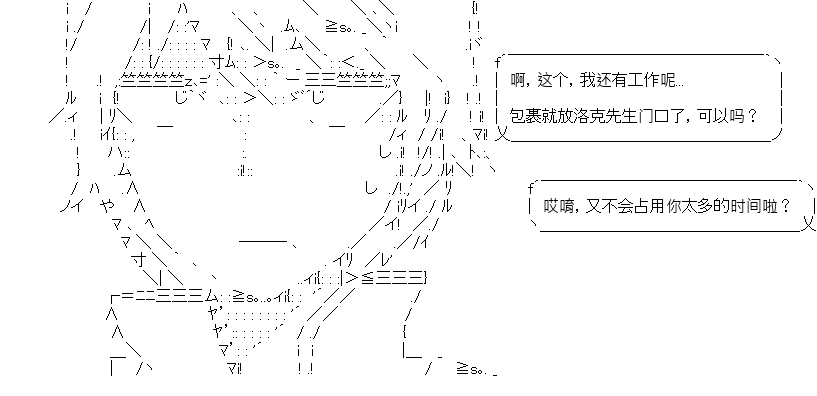 啊，这个，我还有工作呢...
包裹就放洛克先生门口了，可以吗？
哎唷，又不会占用你太多的时间啦？